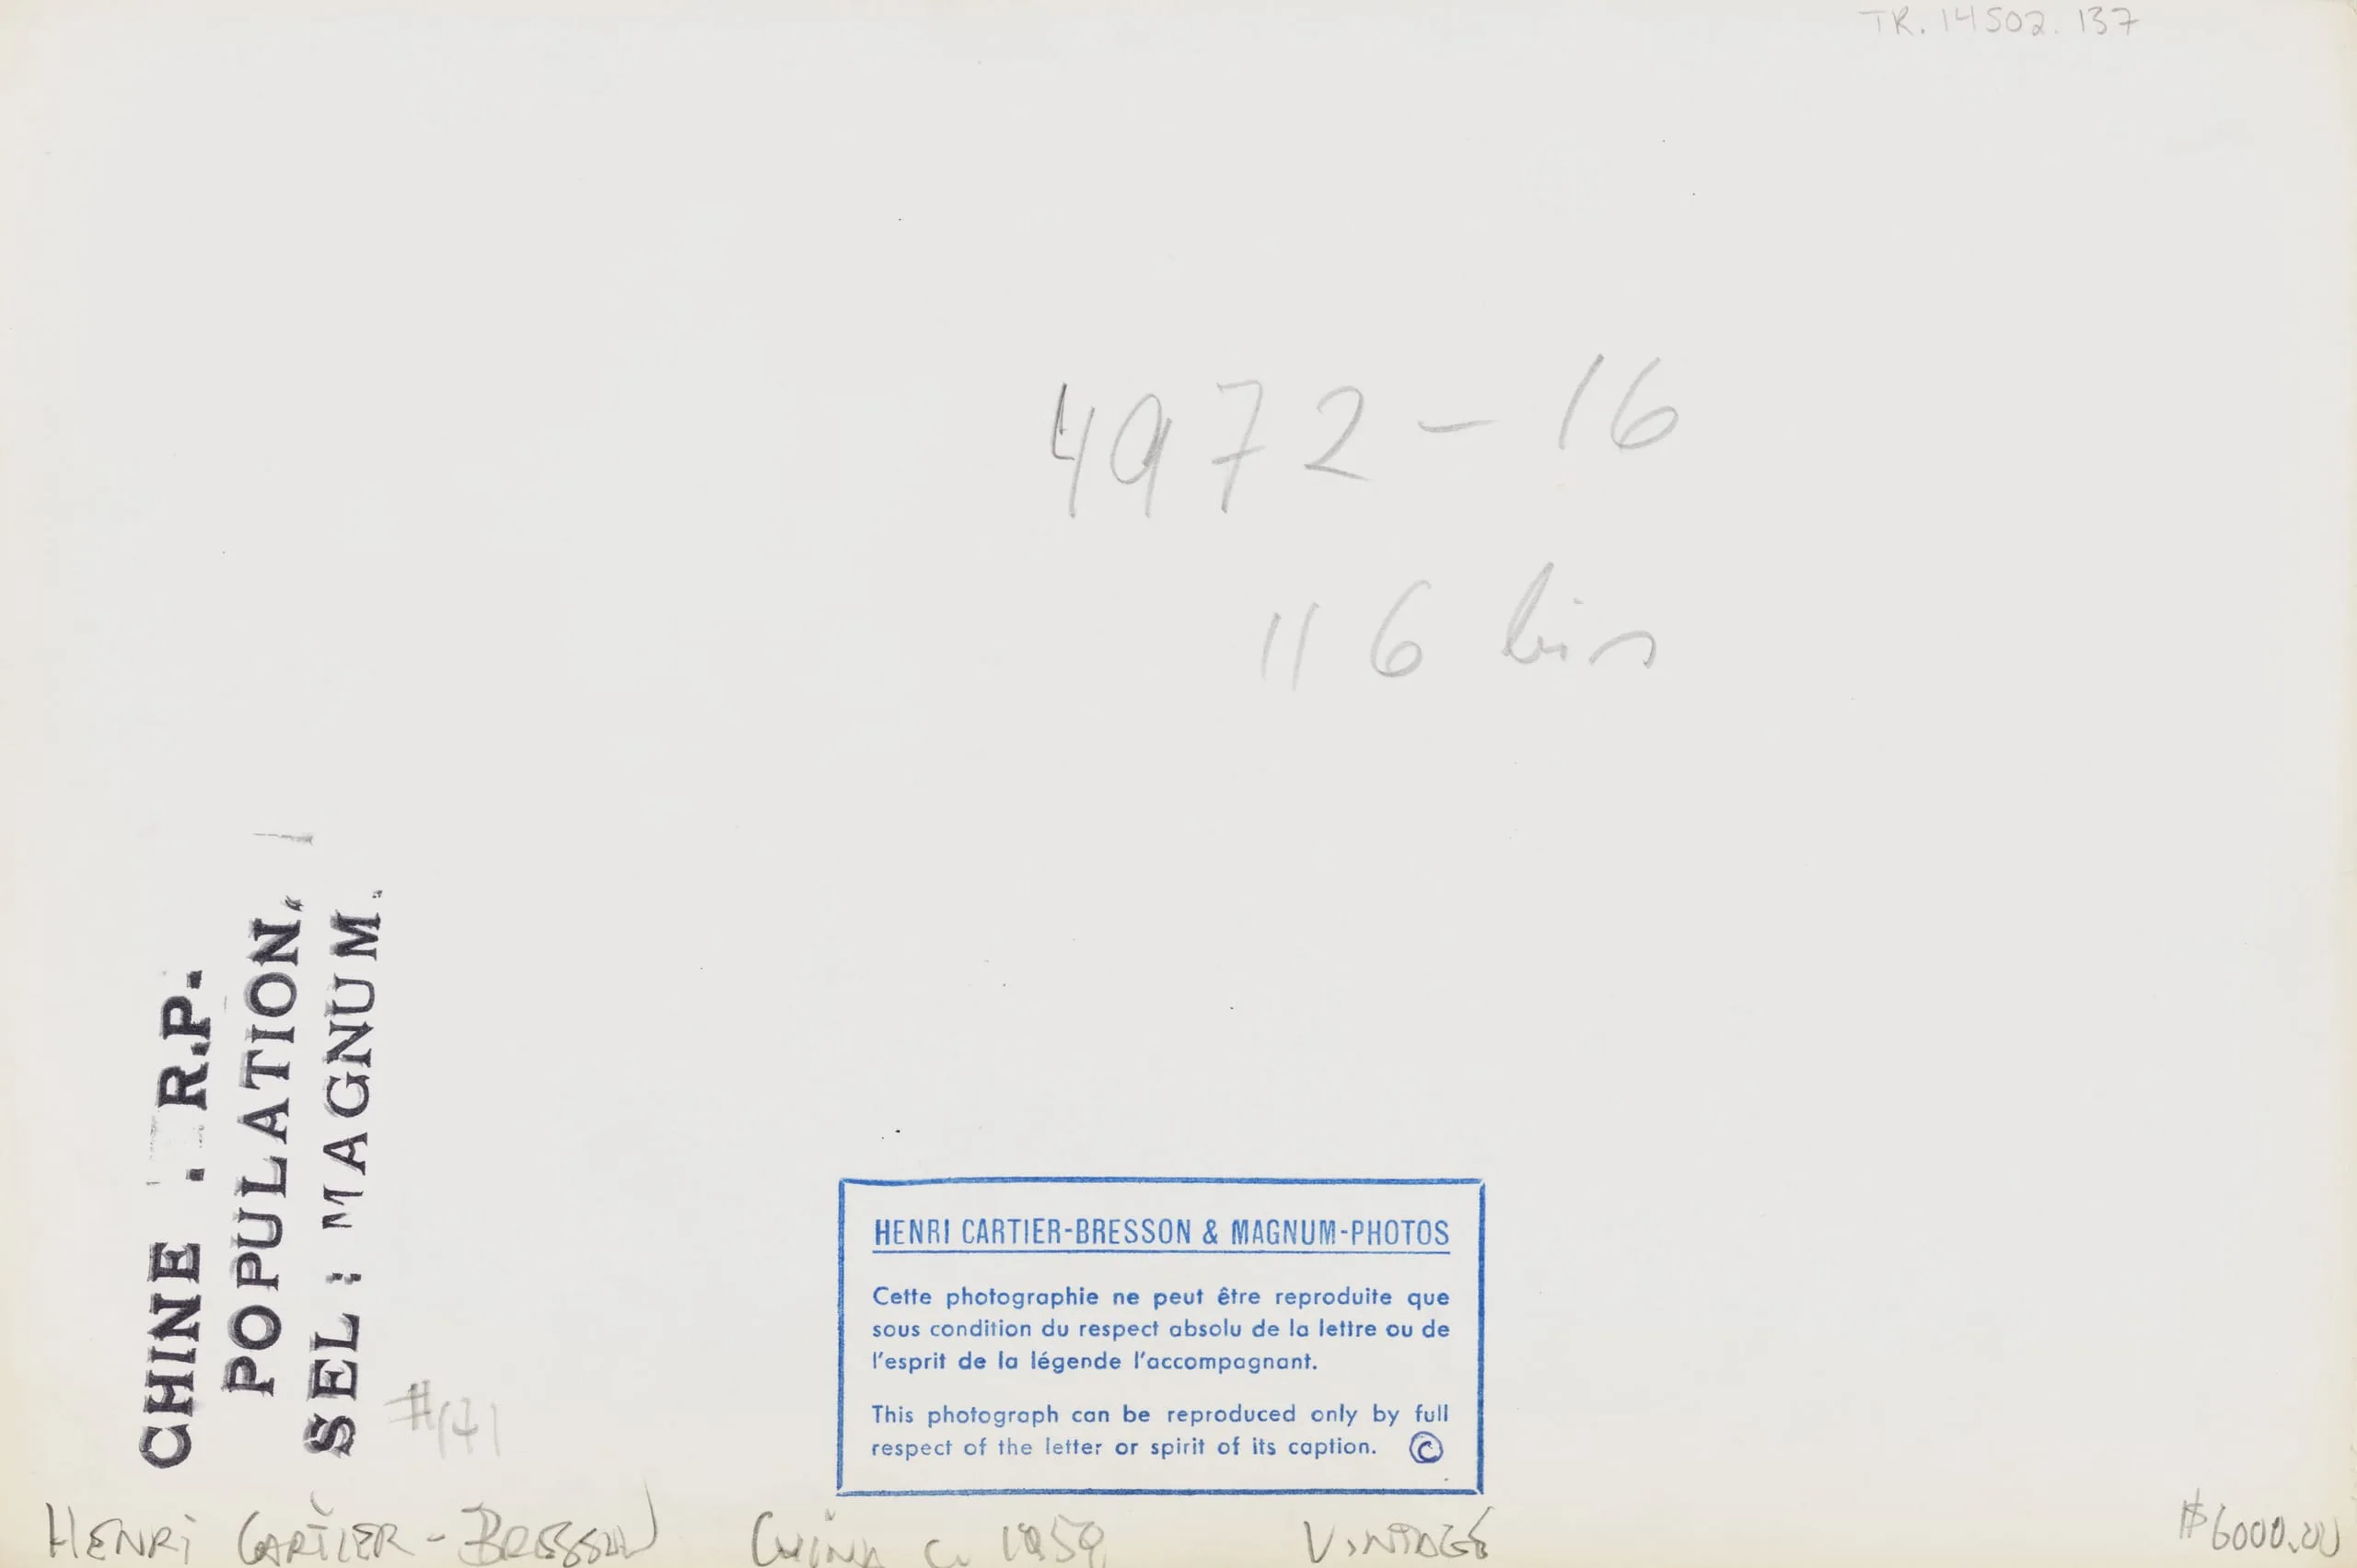 TR. 14502. 137
4972 - 16
116 bis
CHINE . R.P.
POPULATION.
SEL : MAGNUM.
#141
HENRI CARTIER-BRESSON & MAGNUM-PHOTOS
Cette photographie ne peut être reproduite que
sous condition du respect absolu de la lettre ou de
l'esprit de la légende l'accompagnant.
This photograph can be reproduced only by full
respect of the letter or spirit of its caption. ©
HENRI CARTIER-BRESSON CHINA C. 1959 VINTAGE $6000.00